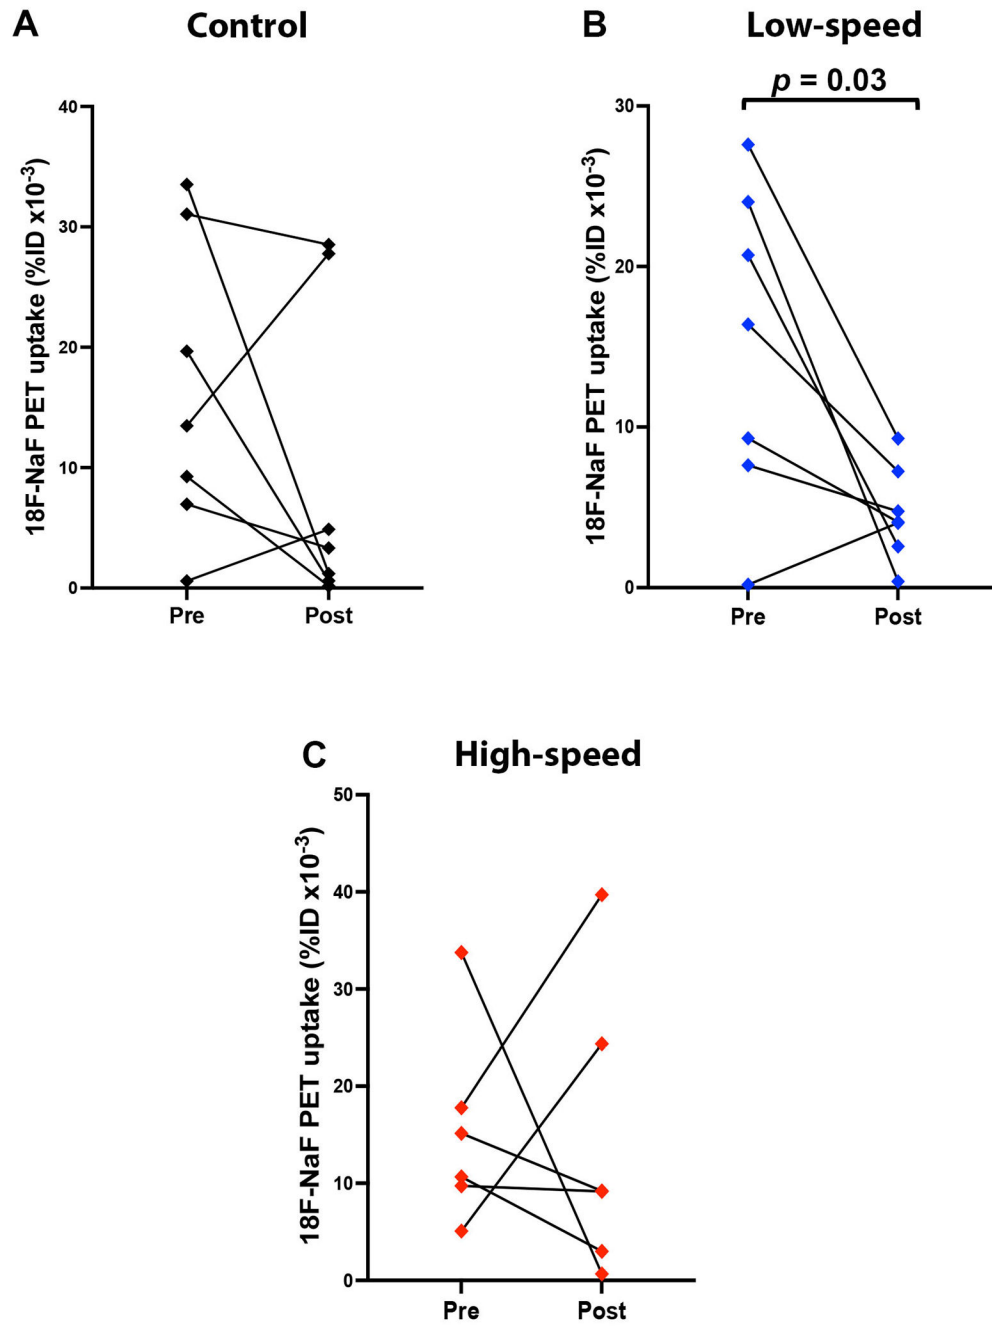 A Control
18F-NaF PET uptake (%ID x10⁻³)
40
30
20
10
0
Pre Post
B Low-speed
p = 0.03
18F-NaF PET uptake (%ID x10⁻³)
30
20
10
0
Pre Post
C High-speed
18F-NaF PET uptake (%ID x10⁻³)
50
40
30
20
10
0
Pre Post